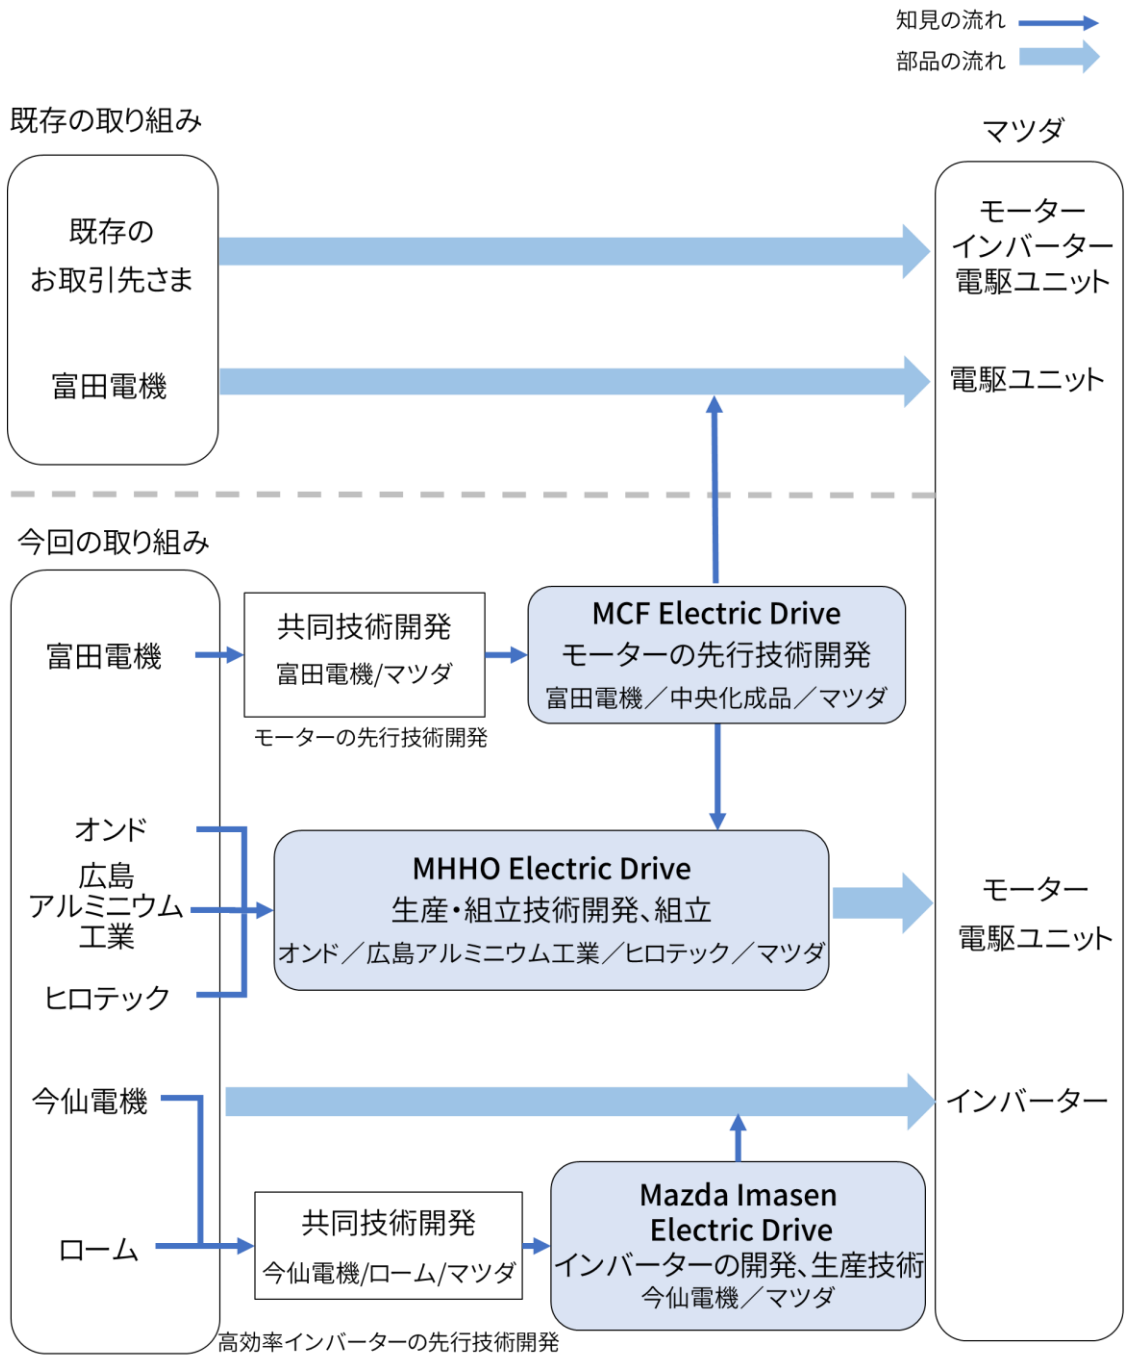 知見の流れ
部品の流れ
既存の取り組み
マツダ
既存の
お取引先さま
モーター
インバーター
電駆ユニット
富田電機
電駆ユニット
今回の取り組み
富田電機
共同技術開発
富田電機/マツダ
モーターの先行技術開発
MCF Electric Drive
モーターの先行技術開発
富田電機／中央化成品／マツダ
オンド
広島
アルミニウム
工業
ヒロテック
MHHO Electric Drive
生産・組立技術開発、組立
オンド／広島アルミニウム工業／ヒロテック／マツダ
モーター
電駆ユニット
今仙電機
インバーター
ローム
共同技術開発
今仙電機/ローム/マツダ
高効率インバーターの先行技術開発
Mazda Imasen
Electric Drive
インバーターの開発、生産技術
今仙電機／マツダ